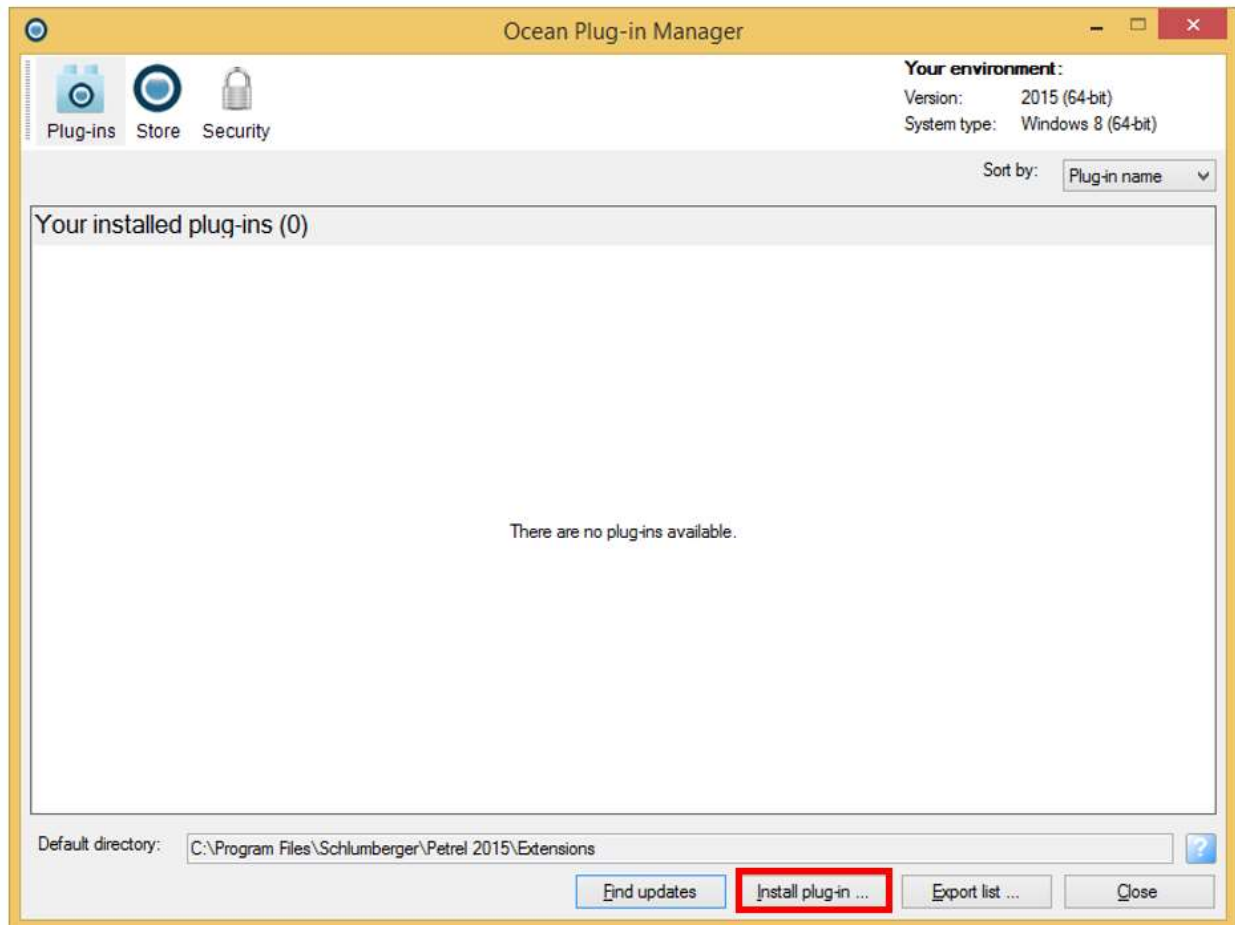 Ocean Plug-in Manager
Plug-ins Store Security
Your environment:
Version: 2015 (64-bit)
System type: Windows 8 (64-bit)
Sort by: Plug-in name
Your installed plug-ins (0)
There are no plug-ins available.
Default directory: C:\Program Files\Schlumberger\Petrel 2015\Extensions ?
Find updates Install plug-in ... Export list ... Close